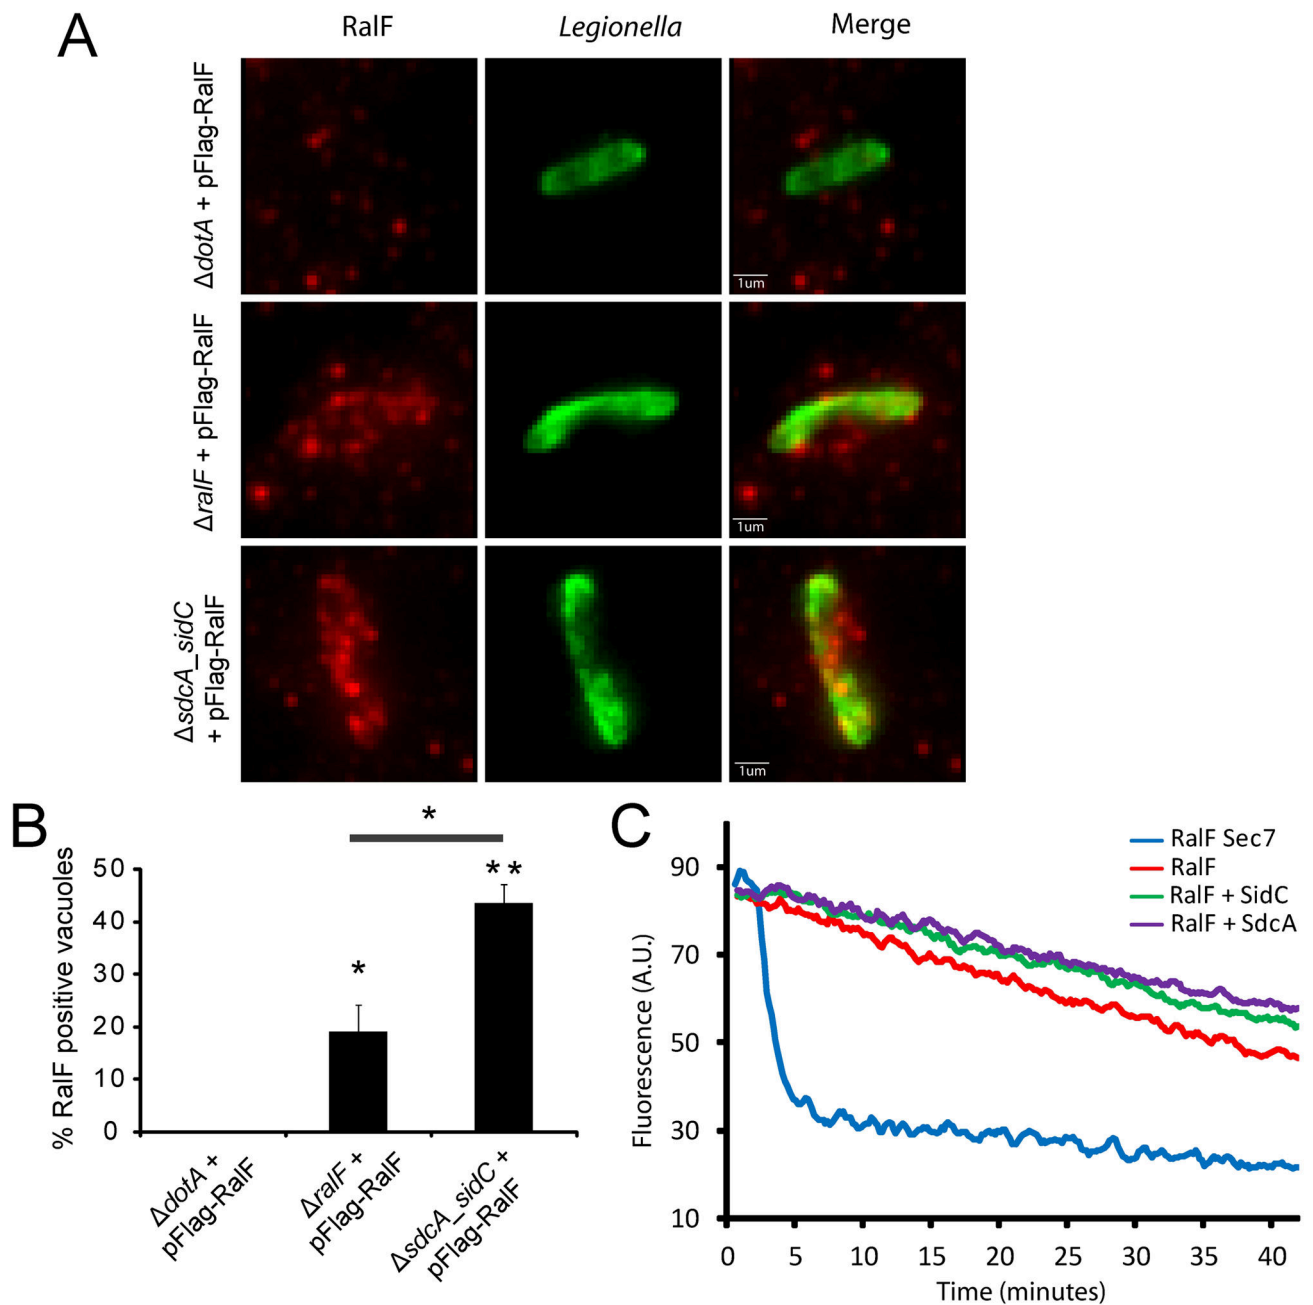 A
RalF
Legionella
Merge
ΔdotA + pFlag-RalF
1um
ΔralF + pFlag-RalF
1um
ΔsdcA_sidC
+ pFlag-RalF
1um
B
% RalF positive vacuoles
50
40
30
20
10
0
*
*
**
ΔdotA +
pFlag-RalF
ΔralF +
pFlag-RalF
ΔsdcA_sidC +
pFlag-RalF
C
Fluorescence (A.U.)
90
70
50
30
10
RalF Sec7
RalF
RalF + SidC
RalF + SdcA
0 5 10 15 20 25 30 35 40
Time (minutes)